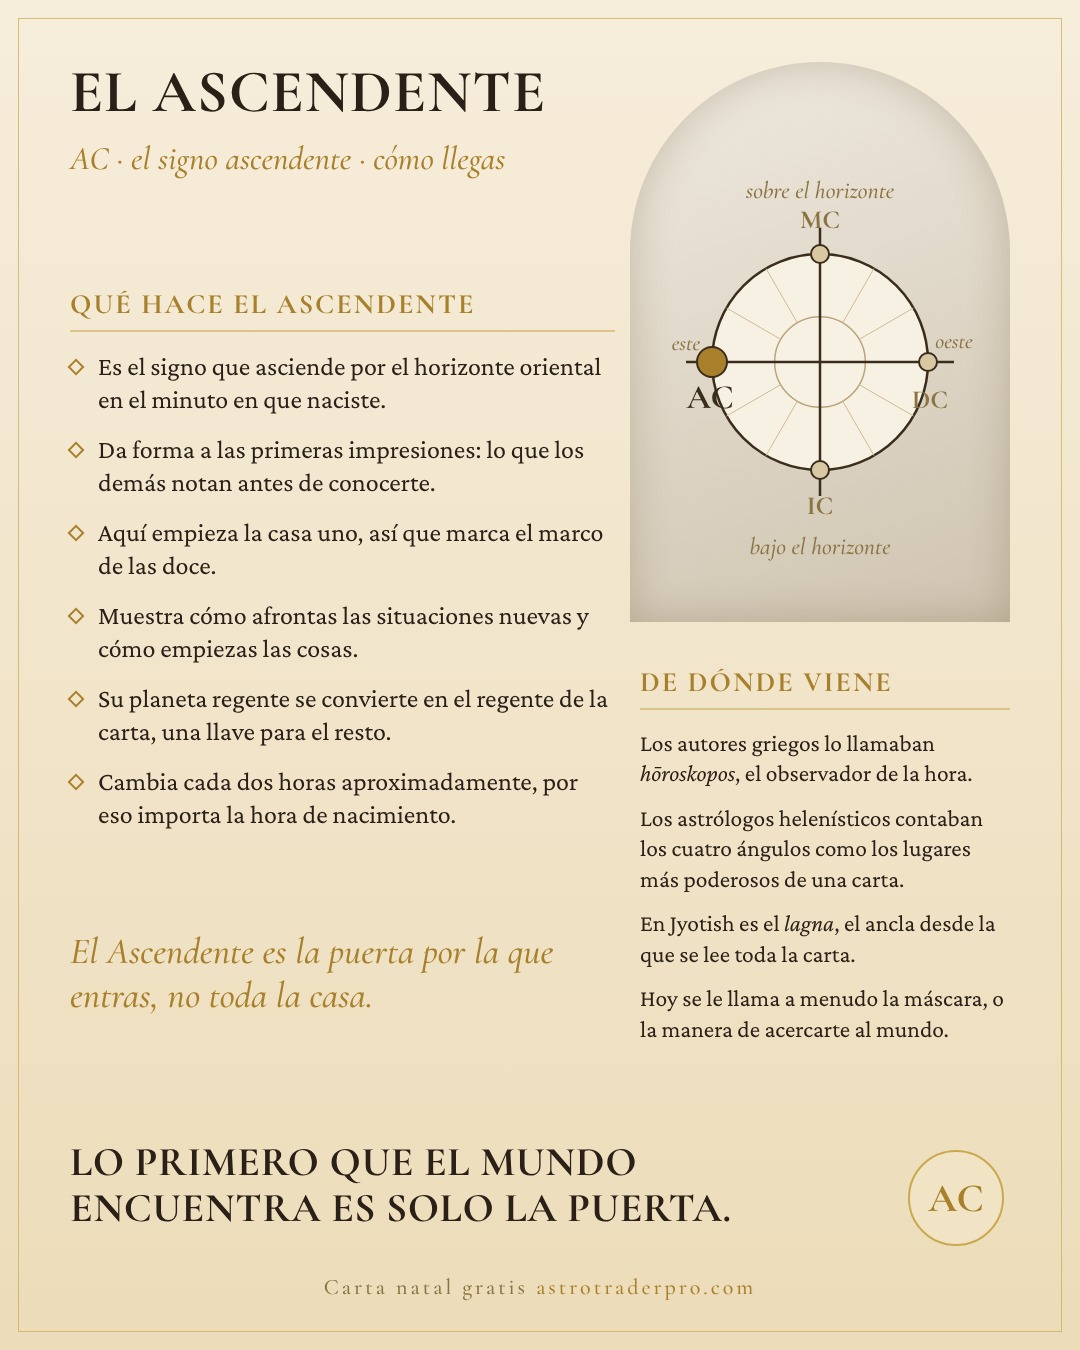 EL ASCENDENTE
AC · el signo ascendente · cómo llegas
QUÉ HACE EL ASCENDENTE
Es el signo que asciende por el horizonte oriental
en el minuto en que naciste.
Da forma a las primeras impresiones: lo que los
demás notan antes de conocerte.
Aquí empieza la casa uno, así que marca el marco
de las doce.
Muestra cómo afrontas las situaciones nuevas y
cómo empiezas las cosas.
Su planeta regente se convierte en el regente de la
carta, una llave para el resto.
Cambia cada dos horas aproximadamente, por
eso importa la hora de nacimiento.
El Ascendente es la puerta por la que
entras, no toda la casa.
sobre el horizonte
MC
este
oeste
AC
DC
IC
bajo el horizonte
DE DÓNDE VIENE
Los autores griegos lo llamaban
hōroskopos, el observador de la hora.
Los astrólogos helenísticos contaban
los cuatro ángulos como los lugares
más poderosos de una carta.
En Jyotish es el lagna, el ancla desde la
que se lee toda la carta.
Hoy se le llama a menudo la máscara, o
la manera de acercarte al mundo.
LO PRIMERO QUE EL MUNDO
ENCUENTRA ES SOLO LA PUERTA.
AC
Carta natal gratis astrotraderpro.com